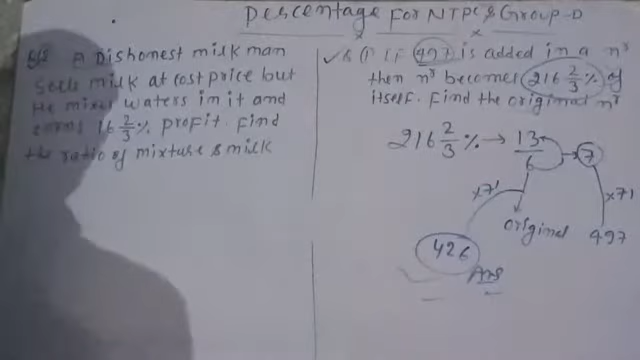 Percentage For NTPC & Group-D
A Dishonest milk man
Sells milk at cost price but
He mixes waters in it and
earns 16 2/3 % profit. Find
the ratio of mixture & milk
If 497 is added in a n^r
then n^r becomes 216 2/3 % of
itself. Find the original n^r
216 2/3 % → 13/6 → 7
×71 ×71
original 497
426
Ans